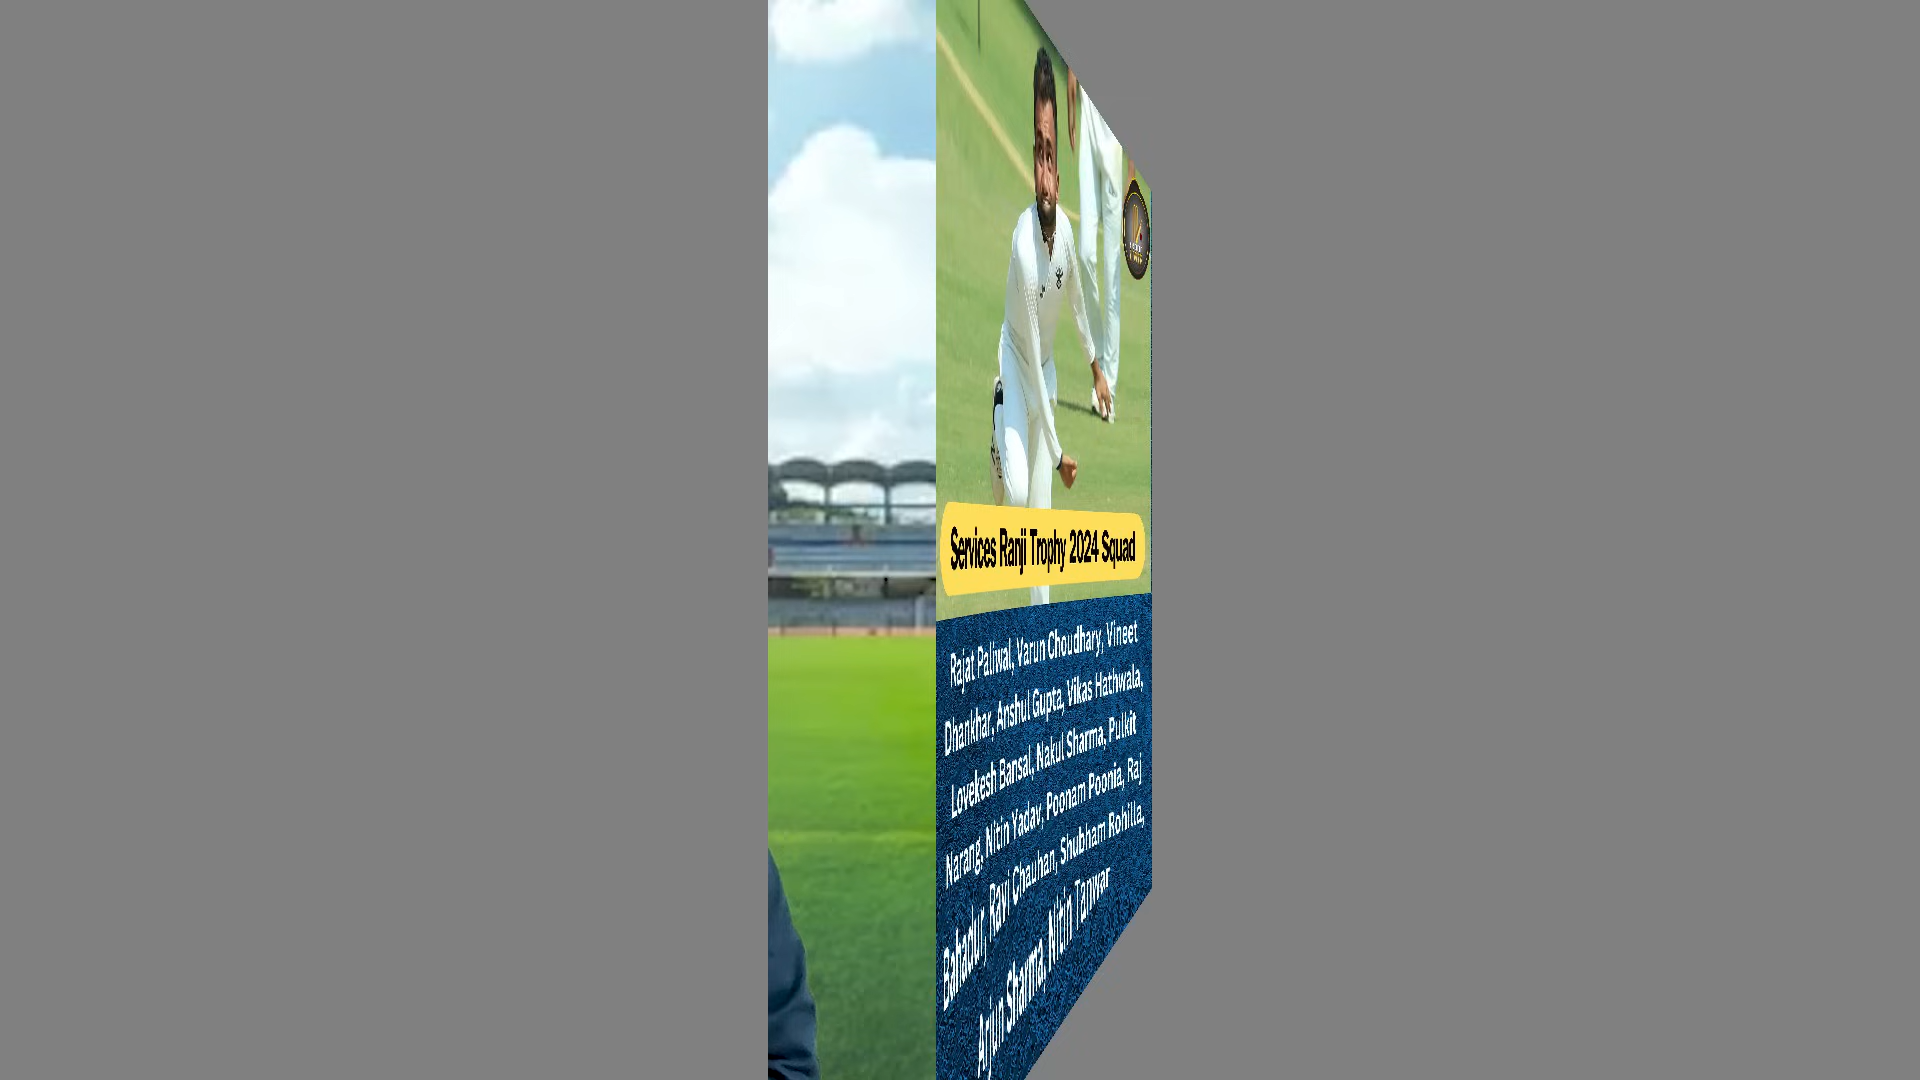 Services Ranji Trophy 2024 Squad
Rajat Paliwal, Varun Choudhary, Vineet
Dhankhar, Anshul Gupta, Vikas Hathwala,
Lovekesh Bansal, Nakul Sharma, Pulkit
Narang, Nitin Yadav, Poonam Poonia, Raj
Bahadur, Ravi Chauhan, Shubham Rohilla,
Arjun Sharma, Nitin Tanwar